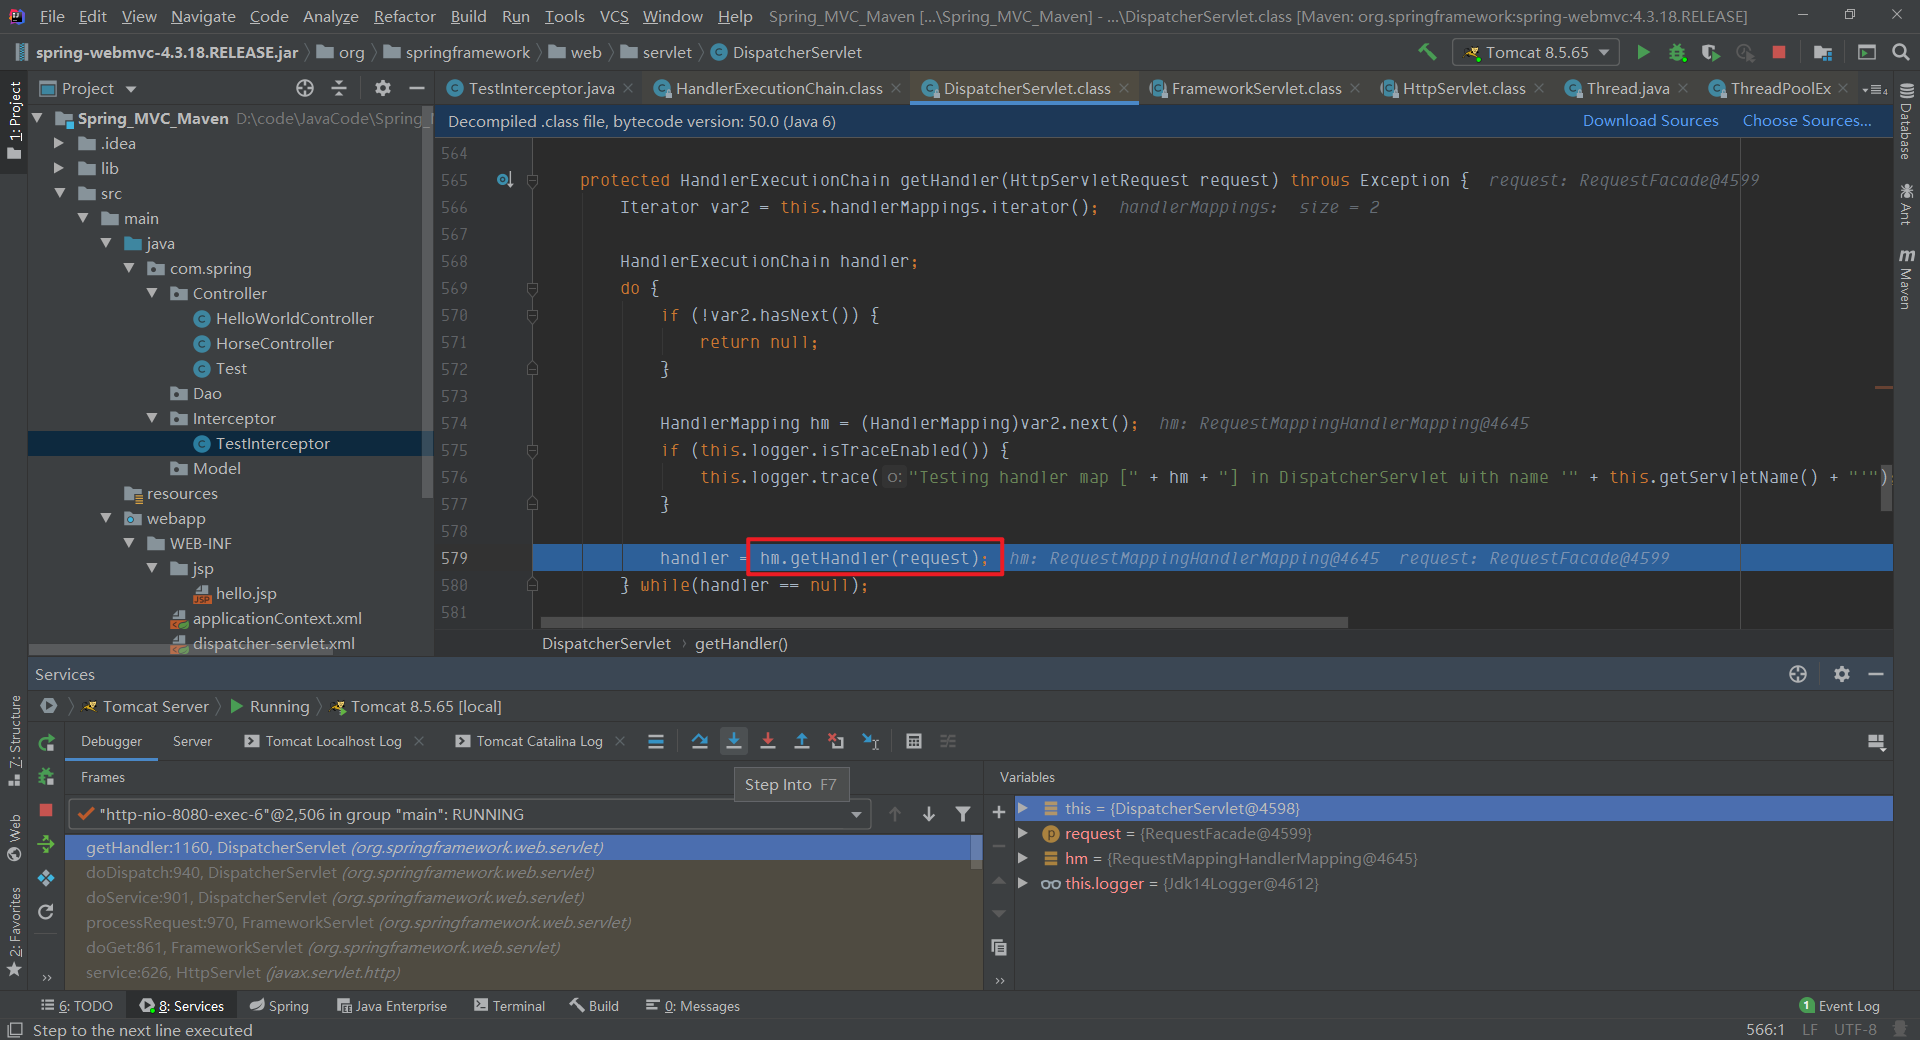 File Edit View Navigate Code Analyze Refactor Build Run Tools VCS Window Help Spring_MVC_Maven [...\Spring_MVC_Maven] - ...\DispatcherServlet.class [Maven: org.springframework:spring-webmvc:4.3.18.RELEASE]
spring-webmvc-4.3.18.RELEASE.jar org springframework web servlet DispatcherServlet Tomcat 8.5.65
1: Project
Project
TestInterceptor.java HandlerExecutionChain.class DispatcherServlet.class FrameworkServlet.class HttpServlet.class Thread.java ThreadPoolEx 4
Spring_MVC_Maven D:\code\JavaCode\Spring_M
.idea
lib
src
main
java
com.spring
Controller
HelloWorldController
HorseController
Test
Dao
Interceptor
TestInterceptor
Model
resources
webapp
WEB-INF
jsp
hello.jsp
applicationContext.xml
dispatcher-servlet.xml
Decompiled .class file, bytecode version: 50.0 (Java 6) Download Sources Choose Sources...
564
565 protected HandlerExecutionChain getHandler(HttpServletRequest request) throws Exception { request: RequestFacade@4599
566 Iterator var2 = this.handlerMappings.iterator(); handlerMappings: size = 2
567
568 HandlerExecutionChain handler;
569 do {
570 if (!var2.hasNext()) {
571 return null;
572 }
573
574 HandlerMapping hm = (HandlerMapping)var2.next(); hm: RequestMappingHandlerMapping@4645
575 if (this.logger.isTraceEnabled()) {
576 this.logger.trace( o: "Testing handler map [" + hm + "] in DispatcherServlet with name '" + this.getServletName() + "'");
577 }
578
579 handler = hm.getHandler(request); hm: RequestMappingHandlerMapping@4645 request: RequestFacade@4599
580 } while(handler == null);
581
DispatcherServlet › getHandler()
Database
Ant
Maven
Services
Tomcat Server Running Tomcat 8.5.65 [local]
Debugger Server Tomcat Localhost Log Tomcat Catalina Log
Frames
Step Into F7
Variables
"http-nio-8080-exec-6"@2,506 in group "main": RUNNING
getHandler:1160, DispatcherServlet (org.springframework.web.servlet)
doDispatch:940, DispatcherServlet (org.springframework.web.servlet)
doService:901, DispatcherServlet (org.springframework.web.servlet)
processRequest:970, FrameworkServlet (org.springframework.web.servlet)
doGet:861, FrameworkServlet (org.springframework.web.servlet)
service:626, HttpServlet (javax.servlet.http)
this = {DispatcherServlet@4598}
request = {RequestFacade@4599}
hm = {RequestMappingHandlerMapping@4645}
this.logger = {Jdk14Logger@4612}
7: Structure
Web
2: Favorites
6: TODO 8: Services Spring Java Enterprise Terminal Build 0: Messages 1 Event Log
Step to the next line executed 566:1 LF UTF-8